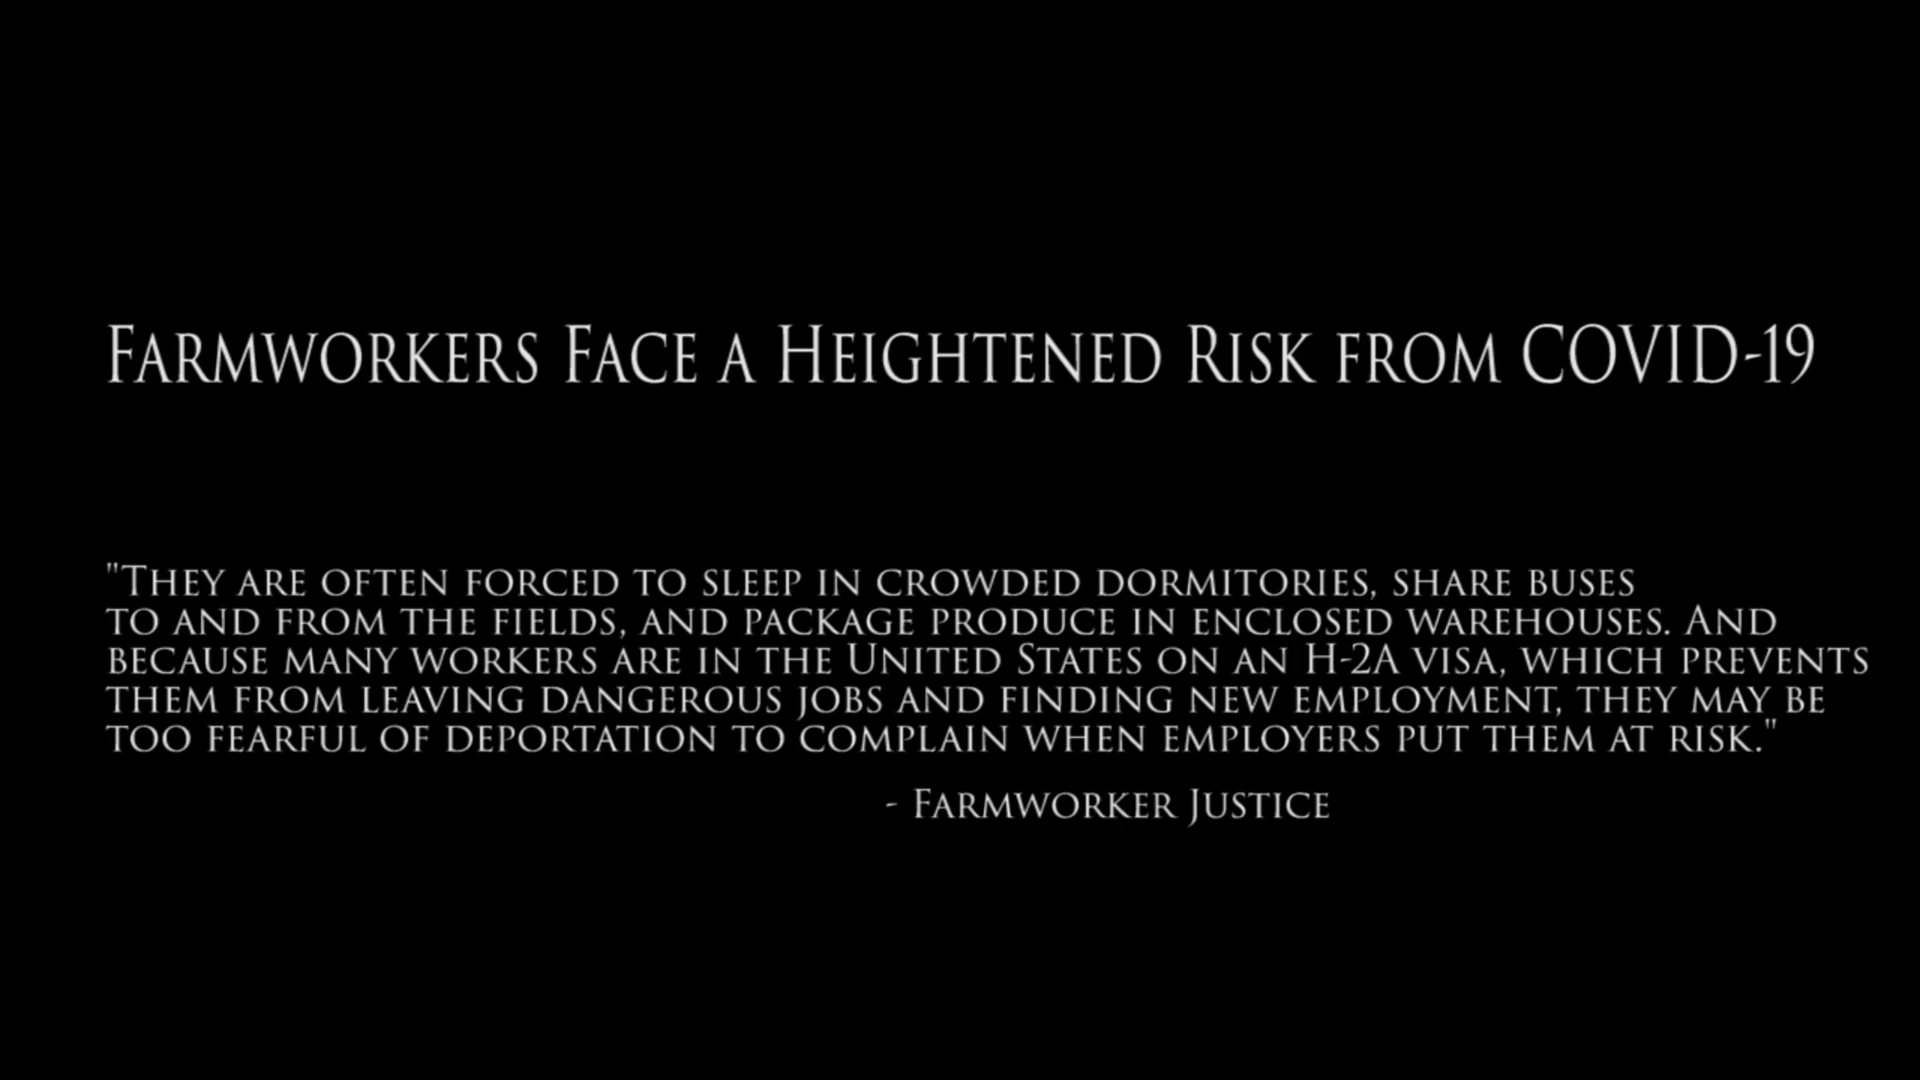 Farmworkers Face a Heightened Risk from COVID-19
"They are often forced to sleep in crowded dormitories, share buses
to and from the fields, and package produce in enclosed warehouses. And
because many workers are in the United States on an H-2A visa, which prevents
them from leaving dangerous jobs and finding new employment, they may be
too fearful of deportation to complain when employers put them at risk."
- Farmworker Justice